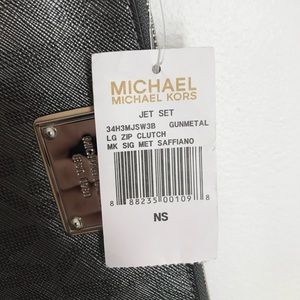 MICHAEL
MICHAEL KORS
JET SET
34H3MJSW3B GUNMETAL
LG ZIP CLUTCH
MK SIG MET SAFFIANO
8 88235 00109 8
NS